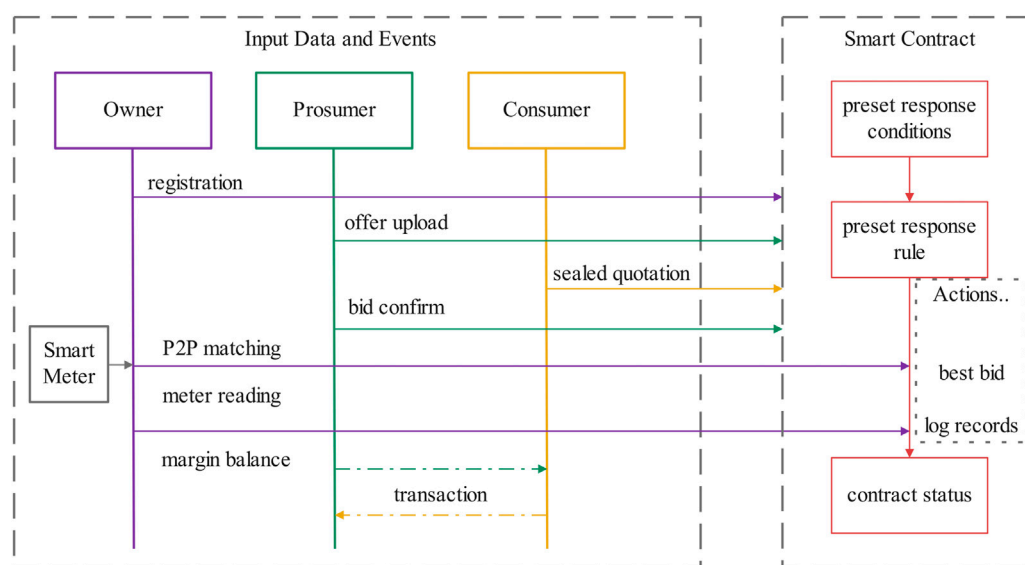 Input Data and Events
Smart Contract
Owner
Prosumer
Consumer
preset response
conditions
registration
offer upload
preset response
rule
sealed quotation
Actions..
bid confirm
Smart
Meter
P2P matching
best bid
meter reading
log records
margin balance
transaction
contract status